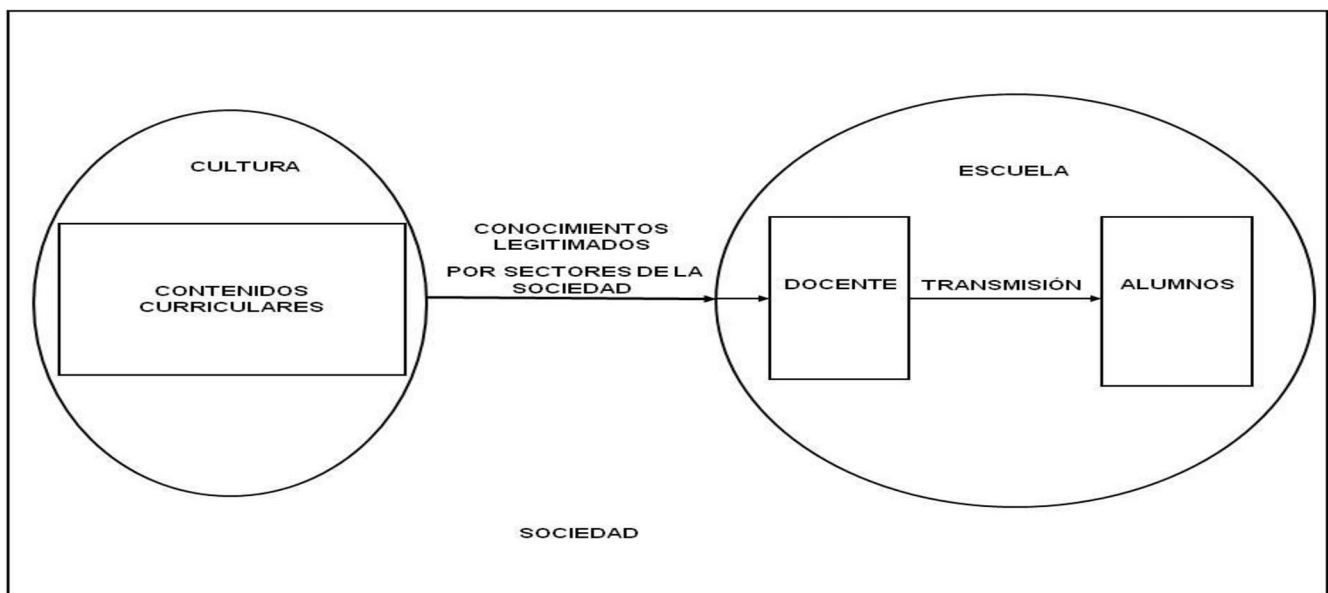 CULTURA
CONTENIDOS
CURRICULARES
CONOCIMIENTOS
LEGITIMADOS
POR SECTORES DE LA
SOCIEDAD
ESCUELA
DOCENTE
TRANSMISIÓN
ALUMNOS
SOCIEDAD